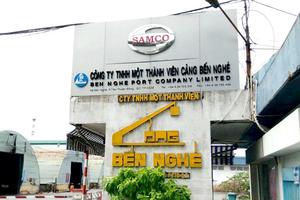 SAMCO
CÔNG TY TNHH MỘT THÀNH VIÊN CẢNG BẾN NGHÉ
BEN NGHE PORT COMPANY LIMITED
CTY TNHH MỘT THÀNH VIÊN
CẢNG
BẾN NGHÉ